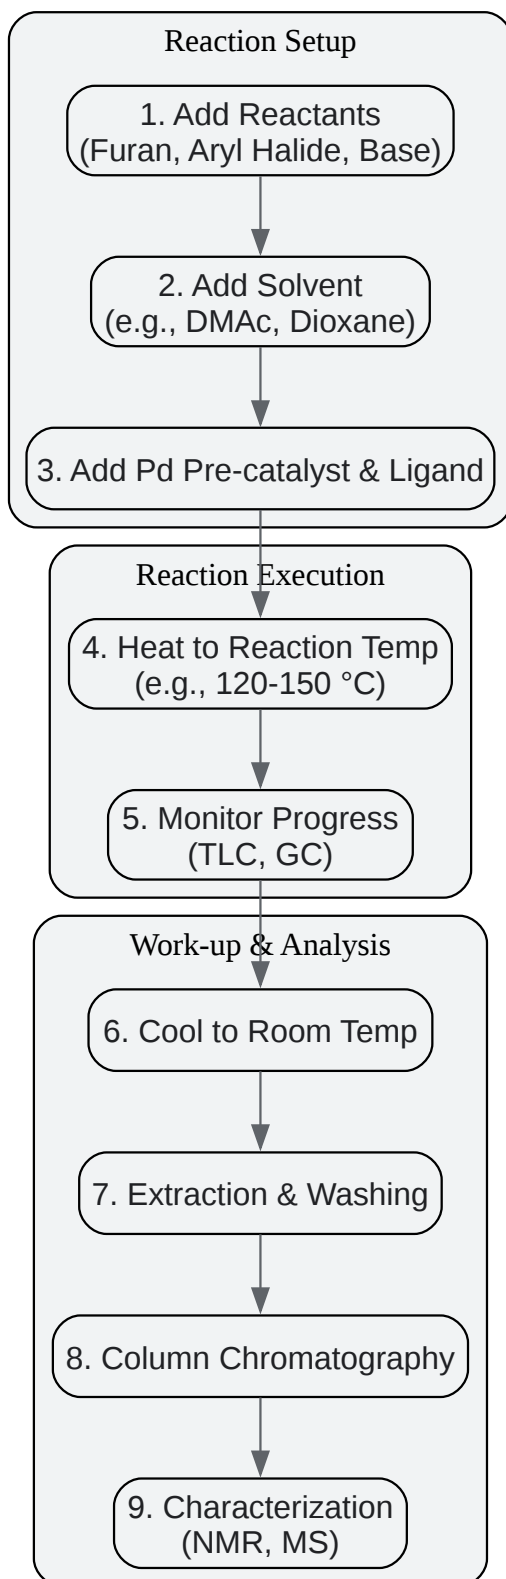 Reaction Setup
1. Add Reactants
(Furan, Aryl Halide, Base)
2. Add Solvent
(e.g., DMAc, Dioxane)
3. Add Pd Pre-catalyst & Ligand
Reaction Execution
4. Heat to Reaction Temp
(e.g., 120-150 °C)
5. Monitor Progress
(TLC, GC)
Work-up & Analysis
6. Cool to Room Temp
7. Extraction & Washing
8. Column Chromatography
9. Characterization
(NMR, MS)